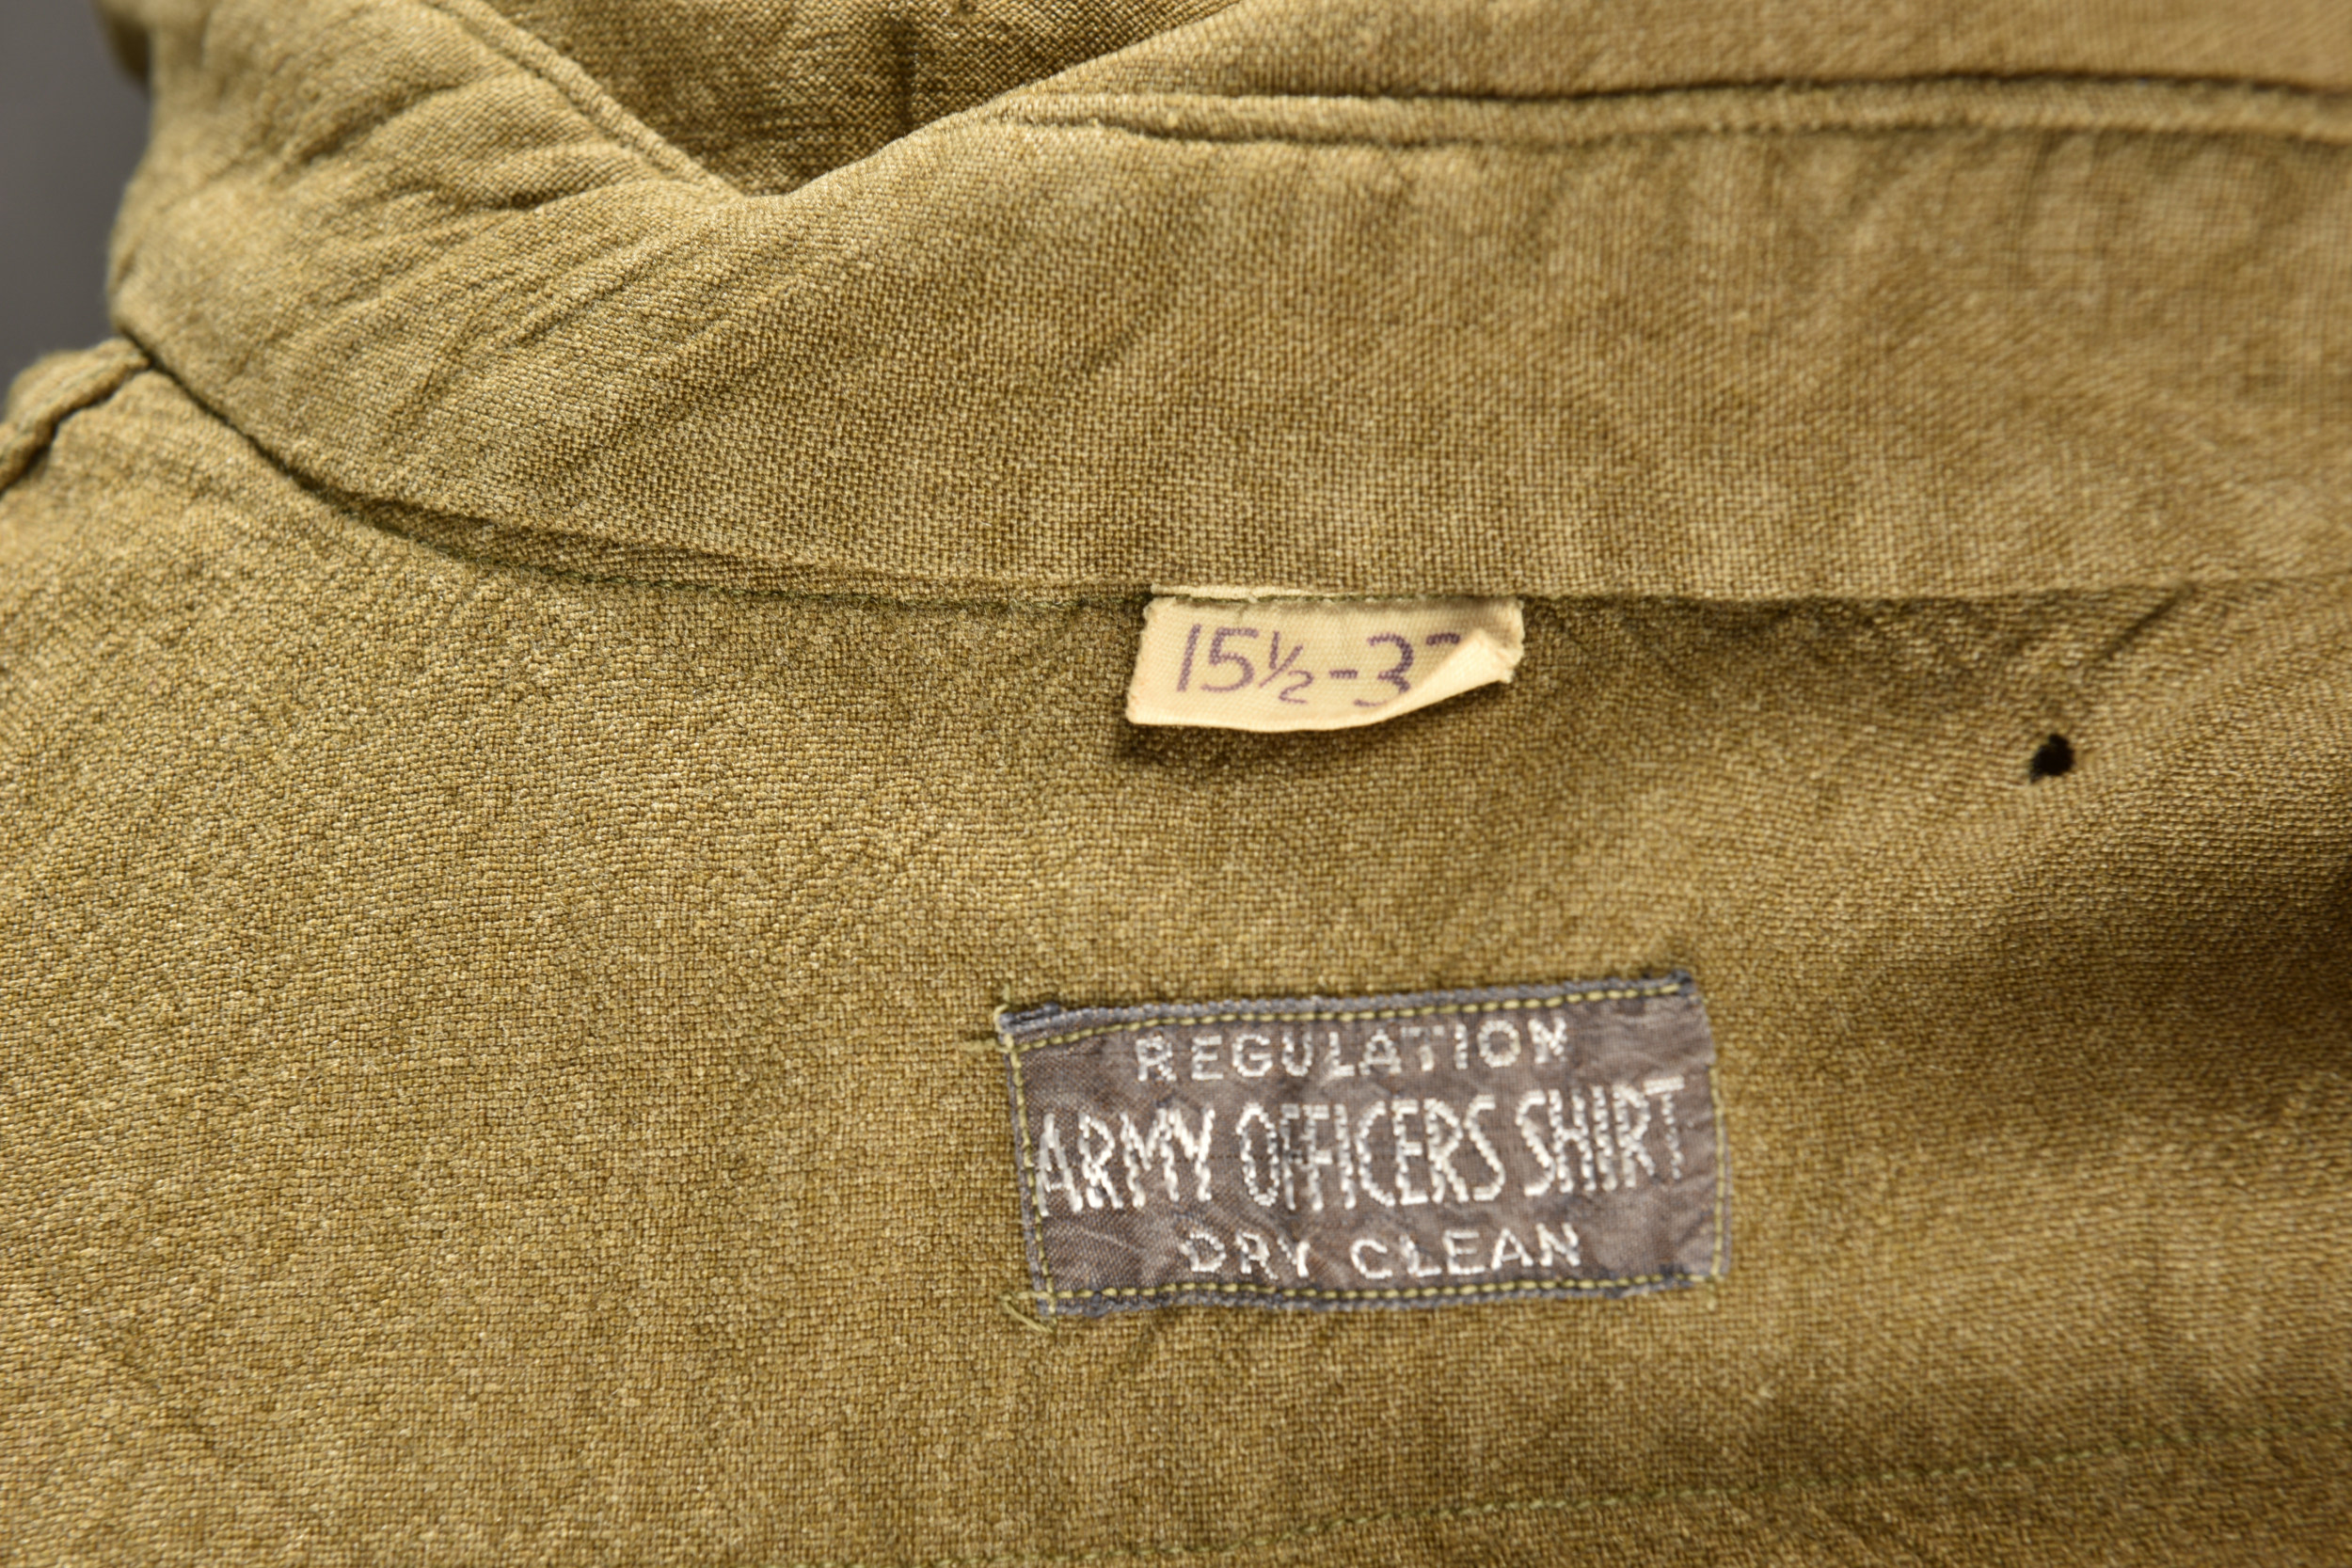 15½-3
REGULATION
ARMY OFFICERS SHIRT
DRY CLEAN